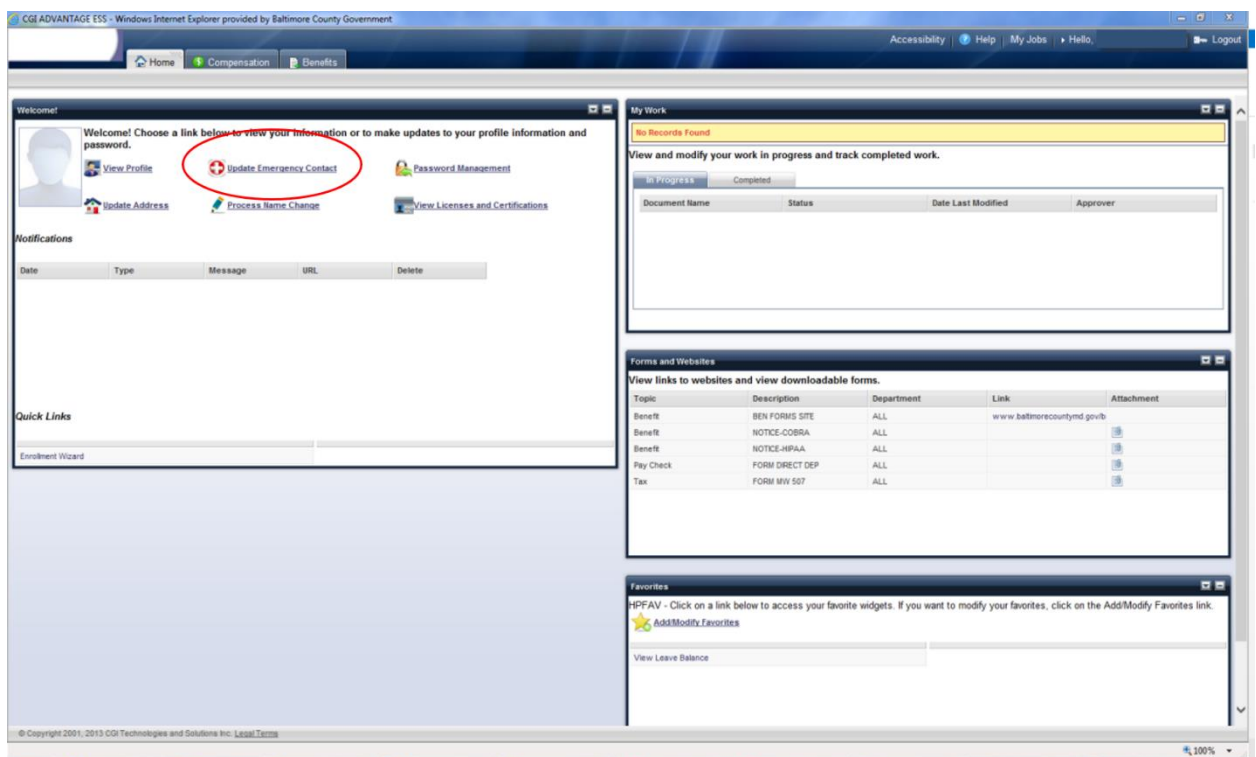 CGI ADVANTAGE ESS - Windows Internet Explorer provided by Baltimore County Government
Accessibility Help My Jobs Hello, Logout
Home Compensation Benefits
Welcome!
Welcome! Choose a link below to view your information or to make updates to your profile information and
password.
View Profile Update Emergency Contact Password Management
Update Address Process Name Change View Licenses and Certifications
Notifications
Date Type Message URL Delete
Quick Links
Enrollment Wizard
My Work
No Records Found
View and modify your work in progress and track completed work.
In Progress Completed
Document Name Status Date Last Modified Approver
Forms and Websites
View links to websites and view downloadable forms.
Topic Description Department Link Attachment
Benefit BEN FORMS SITE ALL www.baltimorecountymd.gov/b
Benefit NOTICE-COBRA ALL
Benefit NOTICE-HIPAA ALL
Pay Check FORM DIRECT DEP ALL
Tax FORM MW 507 ALL
Favorites
HPFAV - Click on a link below to access your favorite widgets. If you want to modify your favorites, click on the Add/Modify Favorites link.
Add/Modify Favorites
View Leave Balance
© Copyright 2001, 2013 CGI Technologies and Solutions Inc. Legal Terms
100%